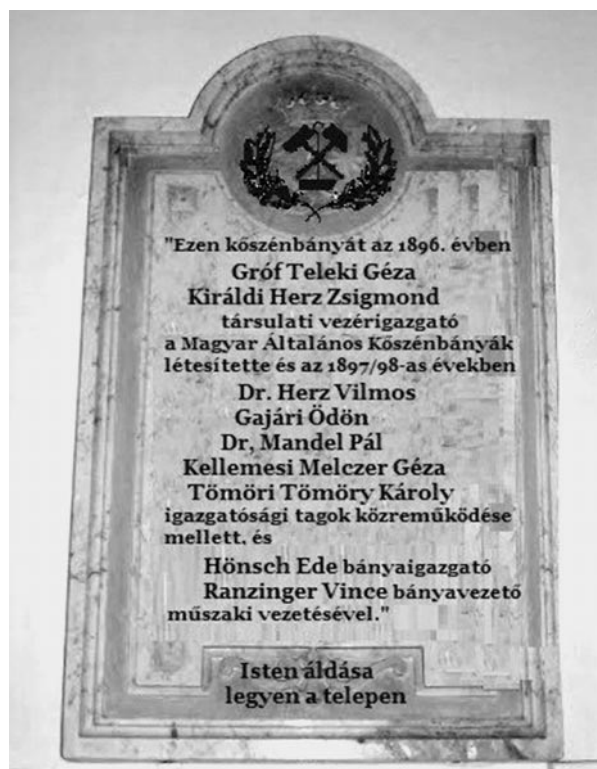 "Ezen kőszénbányát az 1896. évben
Gróf Teleki Géza
Királdi Herz Zsigmond
társulati vezérigazgató
a Magyar Általános Kőszénbányák
létesítette és az 1897/98-as években
Dr. Herz Vilmos
Gajári Ödön
Dr, Mandel Pál
Kellemesi Melczer Géza
Tömöri Tömöry Károly
igazgatósági tagok közreműködése
mellett, és
Hönsch Ede bányaigazgató
Ranzinger Vince bányavezető
műszaki vezetésével."
Isten áldása
legyen a telepen